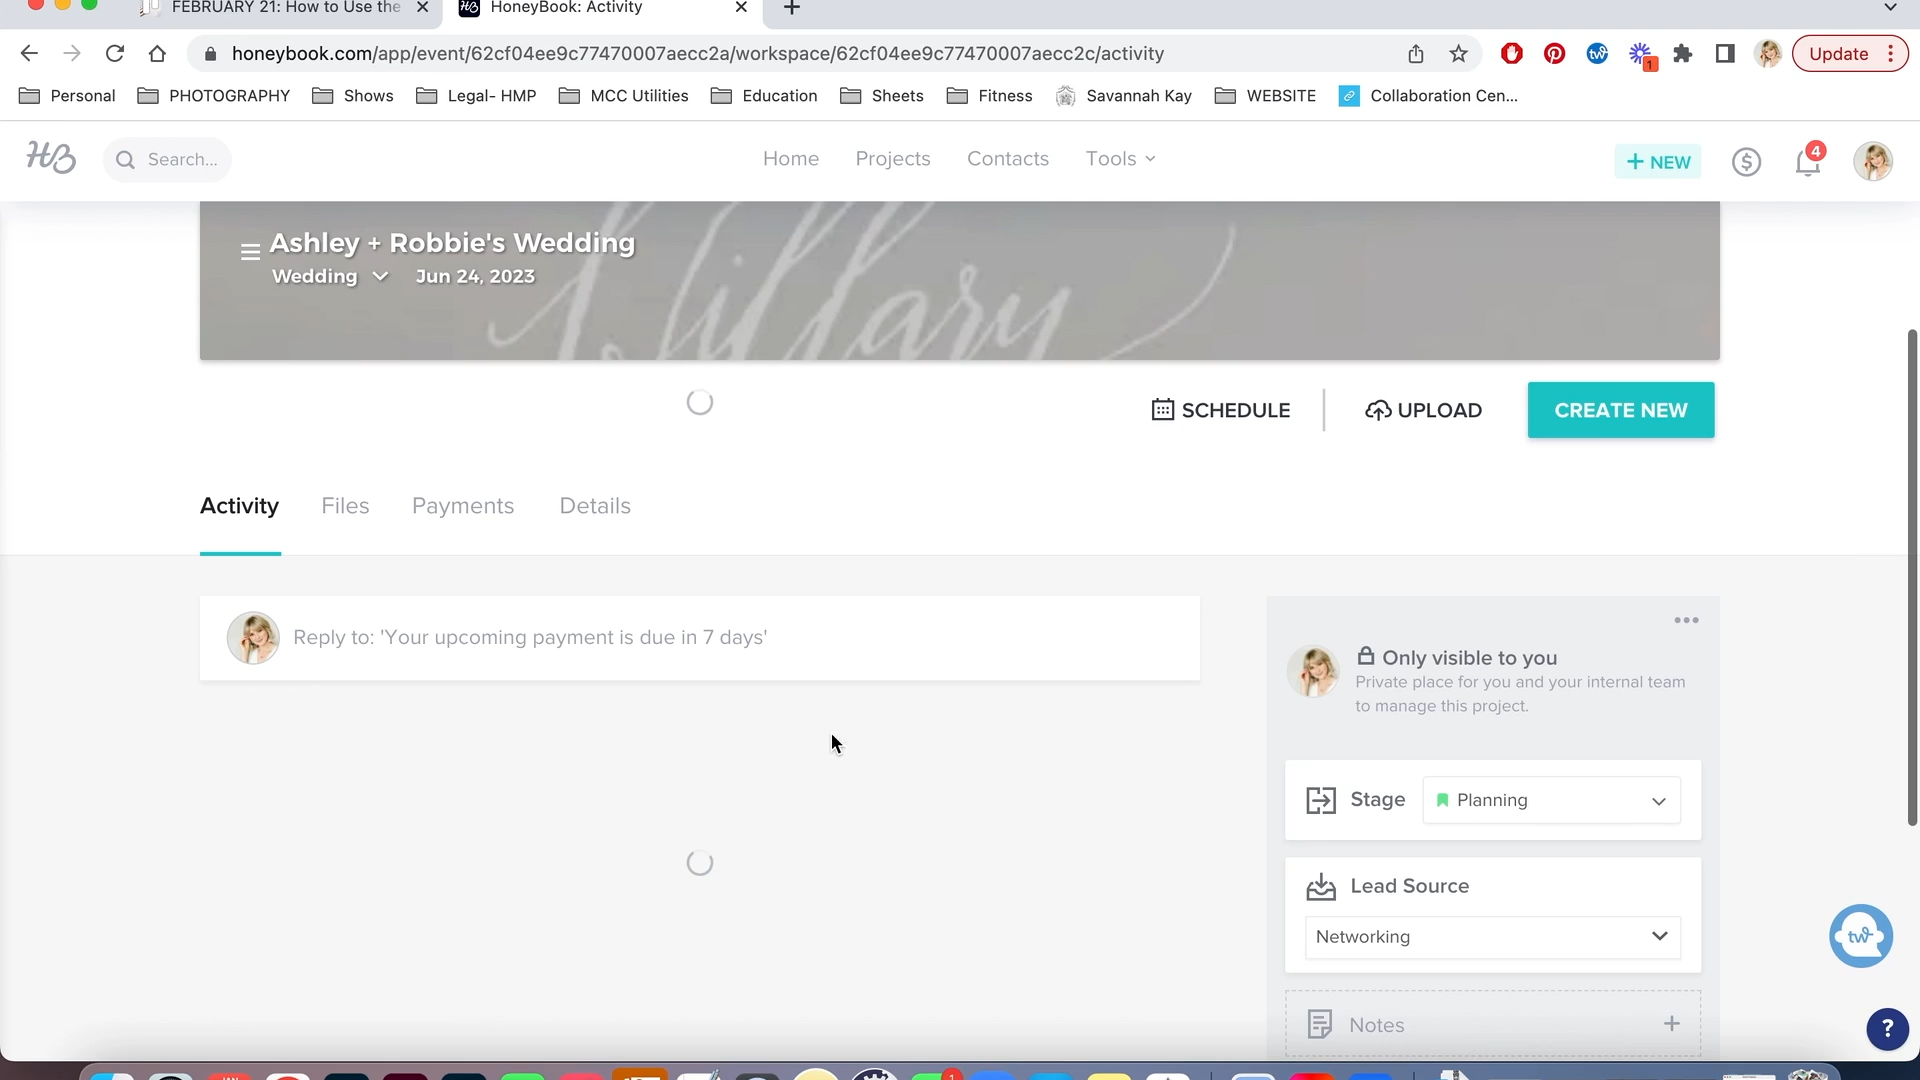 FEBRUARY 21: How to Use the
HoneyBook: Activity
honeybook.com/app/event/62cf04ee9c77470007aecc2a/workspace/62cf04ee9c77470007aecc2c/activity
1
Update
Personal
PHOTOGRAPHY
Shows
Legal- HMP
MCC Utilities
Education
Sheets
Fitness
Savannah Kay
WEBSITE
Collaboration Cen...
HB
Search...
Home
Projects
Contacts
Tools
+ NEW
4
Ashley + Robbie's Wedding
Wedding
Jun 24, 2023
Hillary
SCHEDULE
UPLOAD
CREATE NEW
Activity
Files
Payments
Details
Reply to: 'Your upcoming payment is due in 7 days'
Only visible to you
Private place for you and your internal team
to manage this project.
Stage
Planning
Lead Source
Networking
tw
Notes
+
?